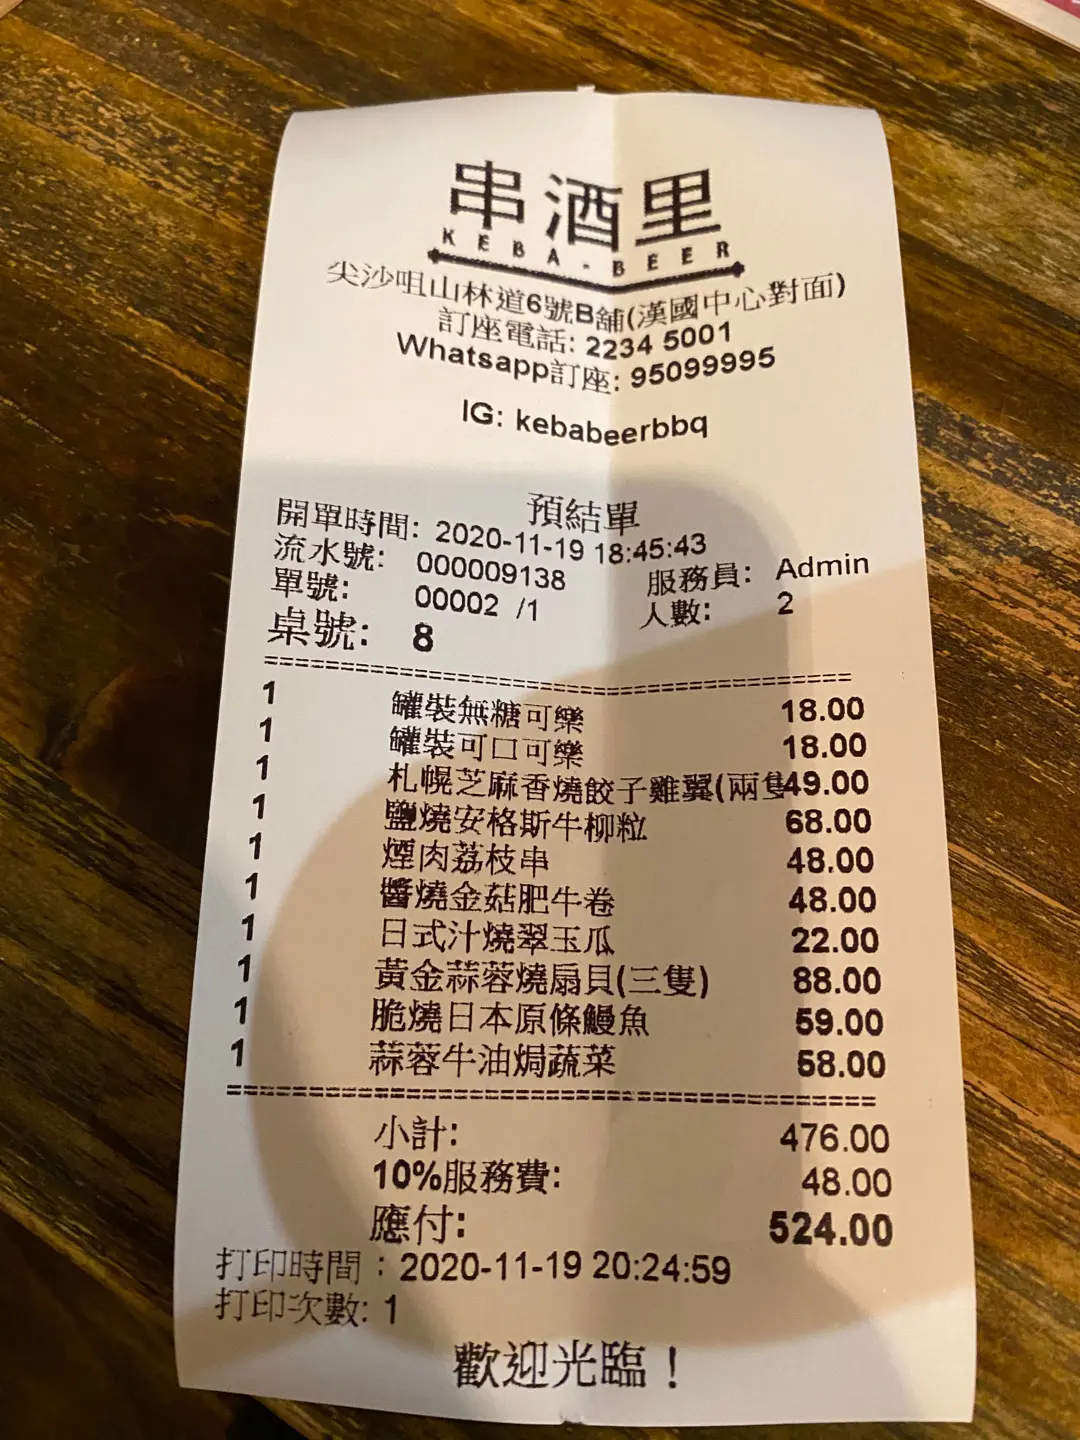 串酒里
KEBA-BEER
尖沙咀山林道6號B舖(漢國中心對面)
訂座電話: 2234 5001
Whatsapp訂座: 95099995
IG: kebabeerbbq
預結單
開單時間: 2020-11-19 18:45:43
流水號: 000009138 服務員: Admin
單號: 00002 /1 人數: 2
桌號: 8
1 罐裝無糖可樂 18.00
1 罐裝可口可樂 18.00
1 札幌芝麻香燒餃子雞翼(兩隻 49.00
1 鹽燒安格斯牛柳粒 68.00
1 煙肉荔枝串 48.00
1 醬燒金菇肥牛卷 48.00
1 日式汁燒翠玉瓜 22.00
1 黃金蒜蓉燒扇貝(三隻) 88.00
1 脆燒日本原條鰻魚 59.00
1 蒜蓉牛油焗蔬菜 58.00
小計: 476.00
10%服務費: 48.00
應付: 524.00
打印時間 : 2020-11-19 20:24:59
打印次數: 1
歡迎光臨！